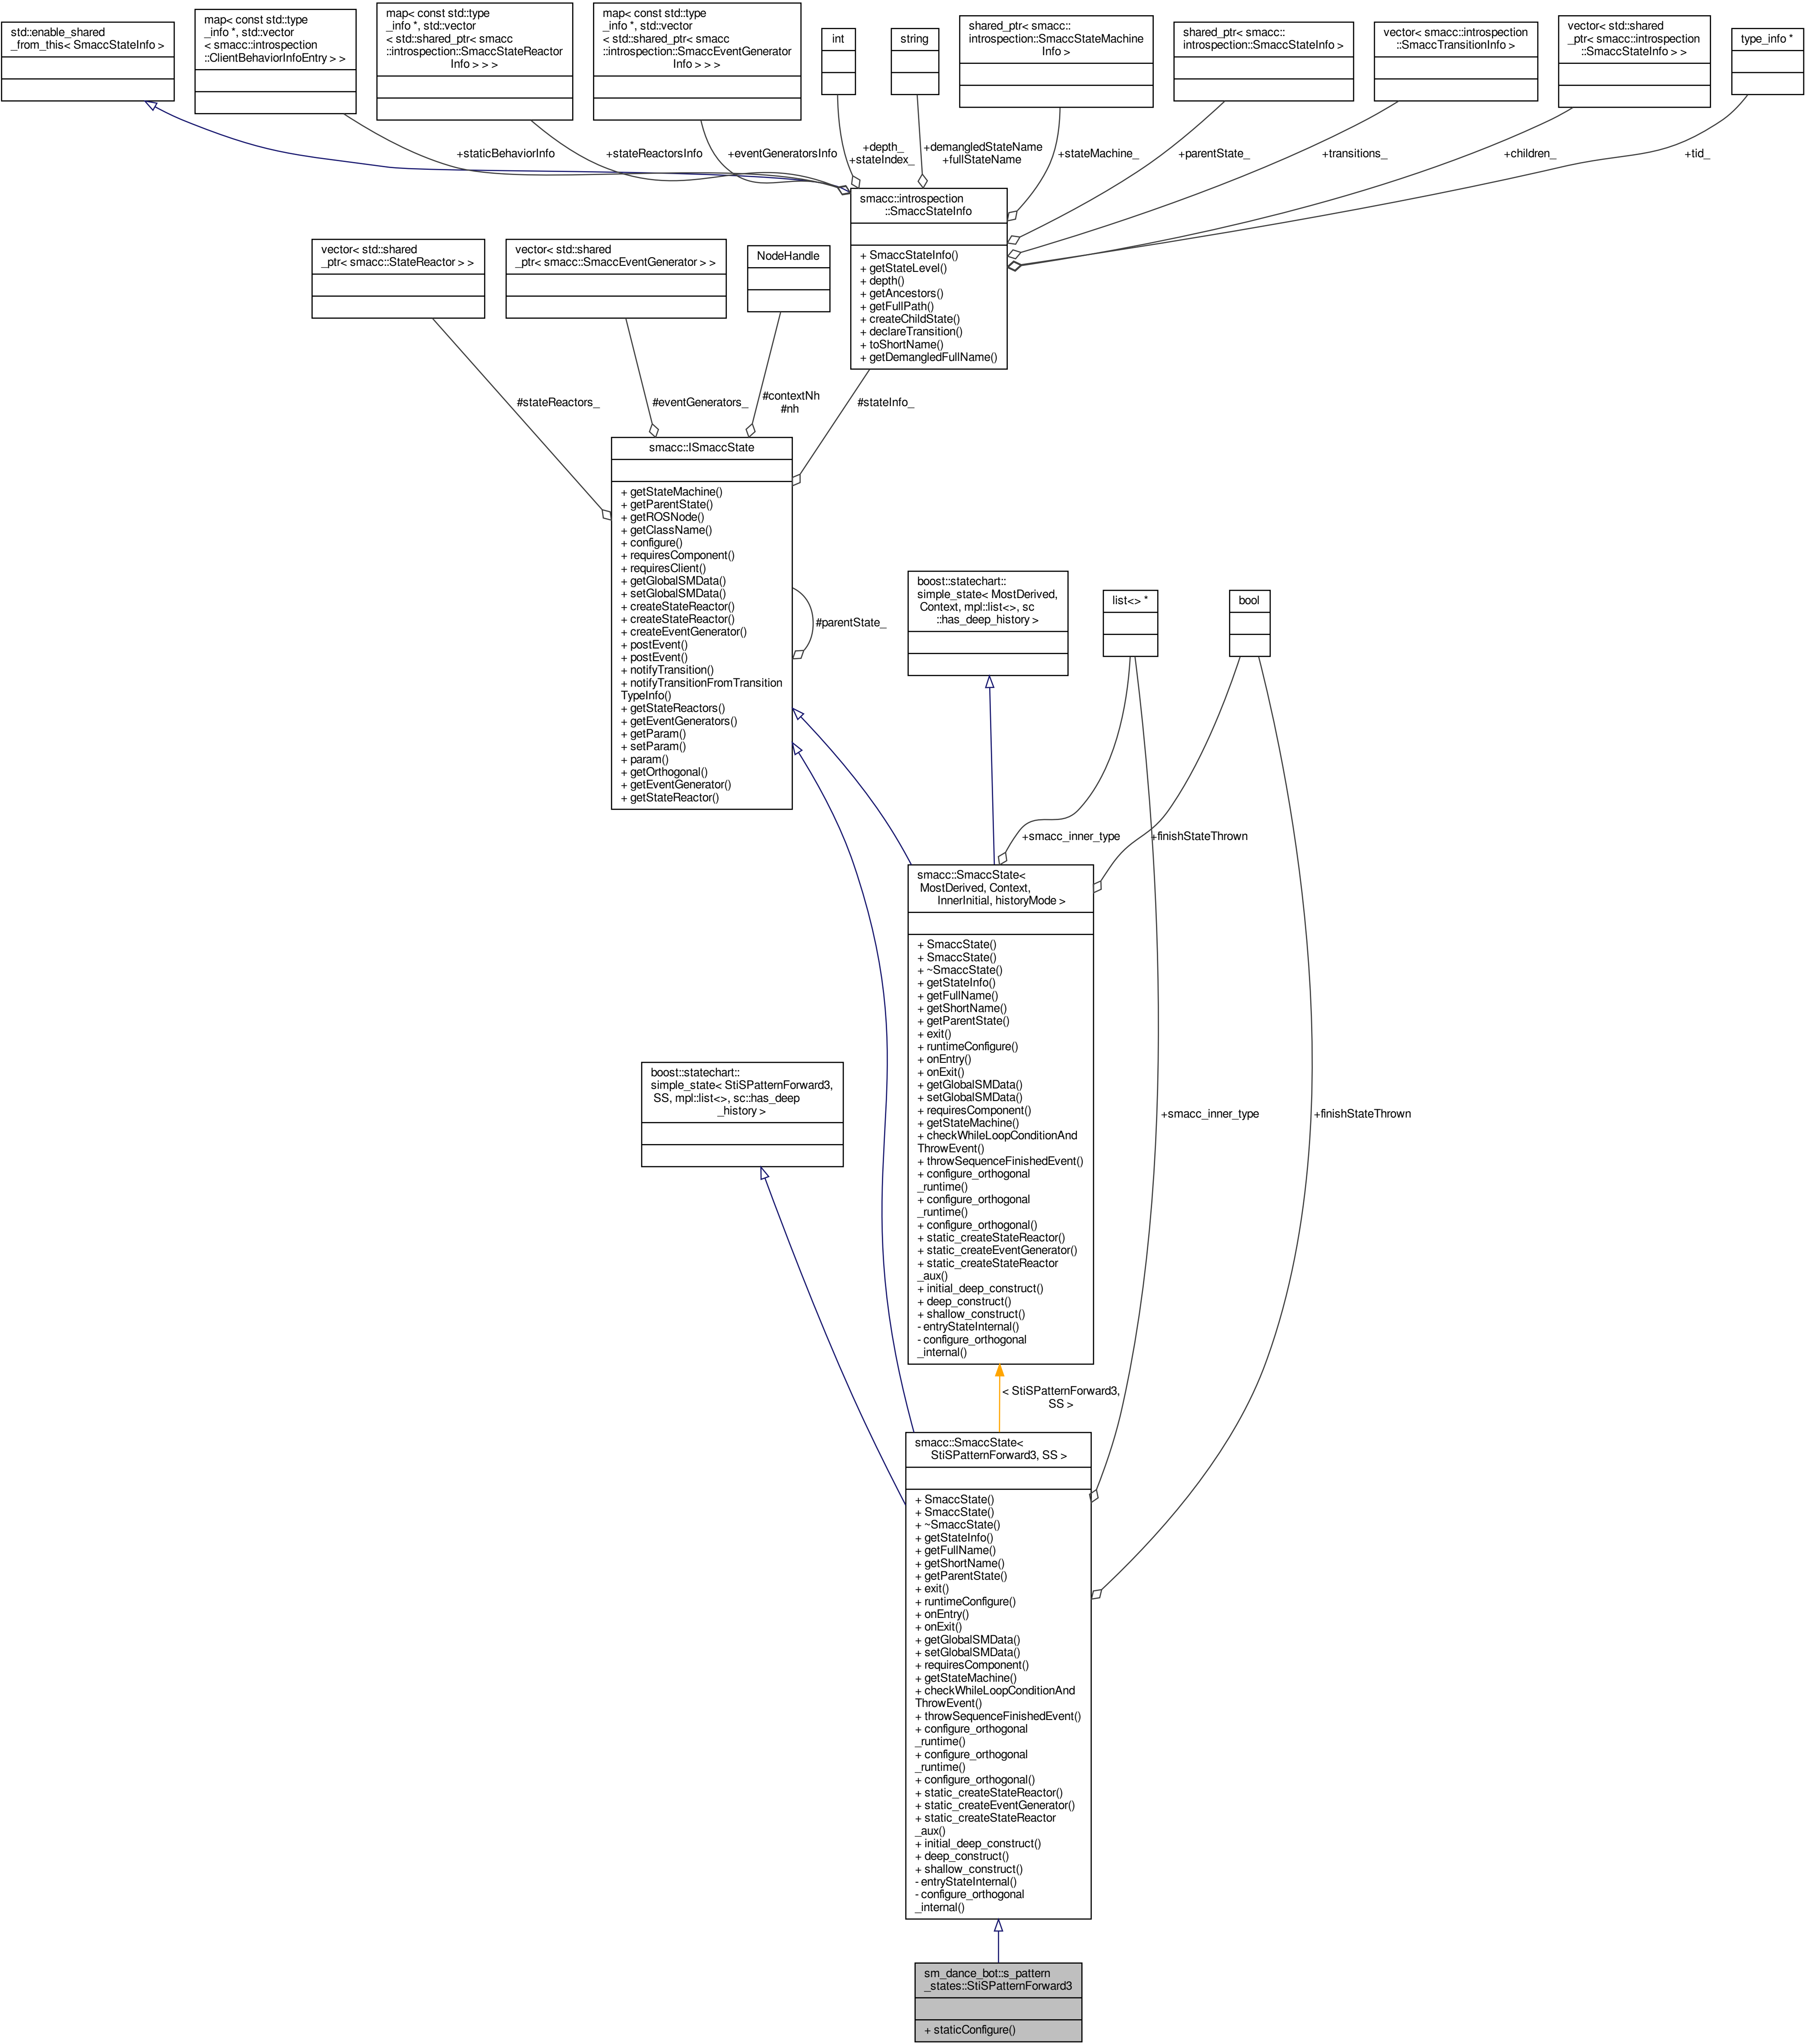 std::enable_shared
_from_this< SmaccStateInfo >
map< const std::type
_info *, std::vector
< smacc::introspection
::ClientBehaviorInfoEntry > >
map< const std::type
_info *, std::vector
< std::shared_ptr< smacc
::introspection::SmaccStateReactor
Info > > >
map< const std::type
_info *, std::vector
< std::shared_ptr< smacc
::introspection::SmaccEventGenerator
Info > > >
int
string
shared_ptr< smacc::
introspection::SmaccStateMachine
Info >
shared_ptr< smacc::
introspection::SmaccStateInfo >
vector< smacc::introspection
::SmaccTransitionInfo >
vector< std::shared
_ptr< smacc::introspection
::SmaccStateInfo > >
type_info *
+staticBehaviorInfo
+stateReactorsInfo
+eventGeneratorsInfo
+depth_
+stateIndex_
+demangledStateName
+fullStateName
+stateMachine_
+parentState_
+transitions_
+children_
+tid_
smacc::introspection
::SmaccStateInfo
+ SmaccStateInfo()
+ getStateLevel()
+ depth()
+ getAncestors()
+ getFullPath()
+ createChildState()
+ declareTransition()
+ toShortName()
+ getDemangledFullName()
vector< std::shared
_ptr< smacc::StateReactor > >
vector< std::shared
_ptr< smacc::SmaccEventGenerator > >
NodeHandle
#stateReactors_
#eventGenerators_
#contextNh
#nh
#stateInfo_
smacc::ISmaccState
+ getStateMachine()
+ getParentState()
+ getROSNode()
+ getClassName()
+ configure()
+ requiresComponent()
+ requiresClient()
+ getGlobalSMData()
+ setGlobalSMData()
+ createStateReactor()
+ createStateReactor()
+ createEventGenerator()
+ postEvent()
+ postEvent()
+ notifyTransition()
+ notifyTransitionFromTransition
TypeInfo()
+ getStateReactors()
+ getEventGenerators()
+ getParam()
+ setParam()
+ param()
+ getOrthogonal()
+ getEventGenerator()
+ getStateReactor()
#parentState_
boost::statechart::
simple_state< MostDerived,
Context, mpl::list<>, sc
::has_deep_history >
list<> *
bool
+smacc_inner_type
+finishStateThrown
smacc::SmaccState<
MostDerived, Context,
InnerInitial, historyMode >
+ SmaccState()
+ SmaccState()
+ ~SmaccState()
+ getStateInfo()
+ getFullName()
+ getShortName()
+ getParentState()
+ exit()
+ runtimeConfigure()
+ onEntry()
+ onExit()
+ getGlobalSMData()
+ setGlobalSMData()
+ requiresComponent()
+ getStateMachine()
+ checkWhileLoopConditionAnd
ThrowEvent()
+ throwSequenceFinishedEvent()
+ configure_orthogonal
_runtime()
+ configure_orthogonal
_runtime()
+ configure_orthogonal()
+ static_createStateReactor()
+ static_createEventGenerator()
+ static_createStateReactor
_aux()
+ initial_deep_construct()
+ deep_construct()
+ shallow_construct()
- entryStateInternal()
- configure_orthogonal
_internal()
boost::statechart::
simple_state< StiSPatternForward3,
SS, mpl::list<>, sc::has_deep
_history >
+smacc_inner_type
+finishStateThrown
< StiSPatternForward3,
SS >
smacc::SmaccState<
StiSPatternForward3, SS >
+ SmaccState()
+ SmaccState()
+ ~SmaccState()
+ getStateInfo()
+ getFullName()
+ getShortName()
+ getParentState()
+ exit()
+ runtimeConfigure()
+ onEntry()
+ onExit()
+ getGlobalSMData()
+ setGlobalSMData()
+ requiresComponent()
+ getStateMachine()
+ checkWhileLoopConditionAnd
ThrowEvent()
+ throwSequenceFinishedEvent()
+ configure_orthogonal
_runtime()
+ configure_orthogonal
_runtime()
+ configure_orthogonal()
+ static_createStateReactor()
+ static_createEventGenerator()
+ static_createStateReactor
_aux()
+ initial_deep_construct()
+ deep_construct()
+ shallow_construct()
- entryStateInternal()
- configure_orthogonal
_internal()
sm_dance_bot::s_pattern
_states::StiSPatternForward3
+ staticConfigure()